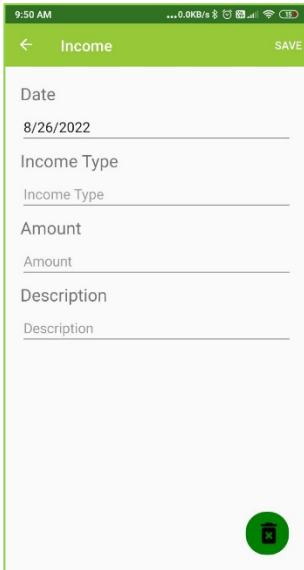 9:50 AM ...0.0KB/s 15
Income SAVE
Date
8/26/2022
Income Type
Income Type
Amount
Amount
Description
Description